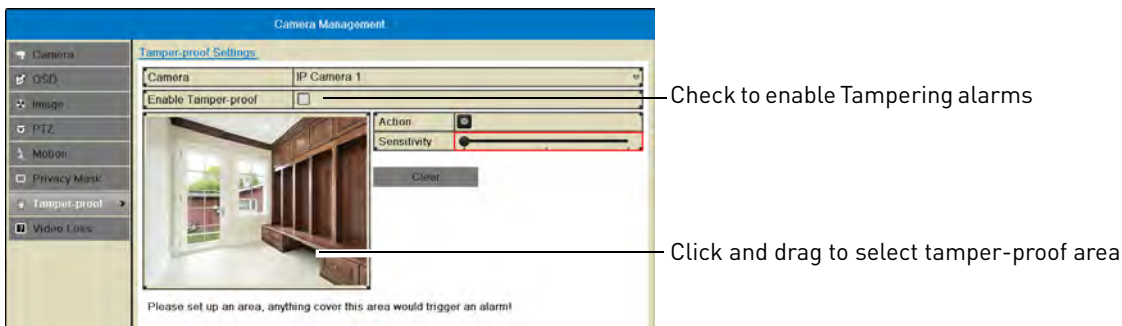 Camera Management
Camera
OSD
Image
PTZ
Motion
Privacy Mask
Tamper-proof
Video Loss
Tamper-proof Settings
Camera IP Camera 1
Enable Tamper-proof
Action
Sensitivity
Clear
Please set up an area, anything cover this area would trigger an alarm!
Check to enable Tampering alarms
Click and drag to select tamper-proof area